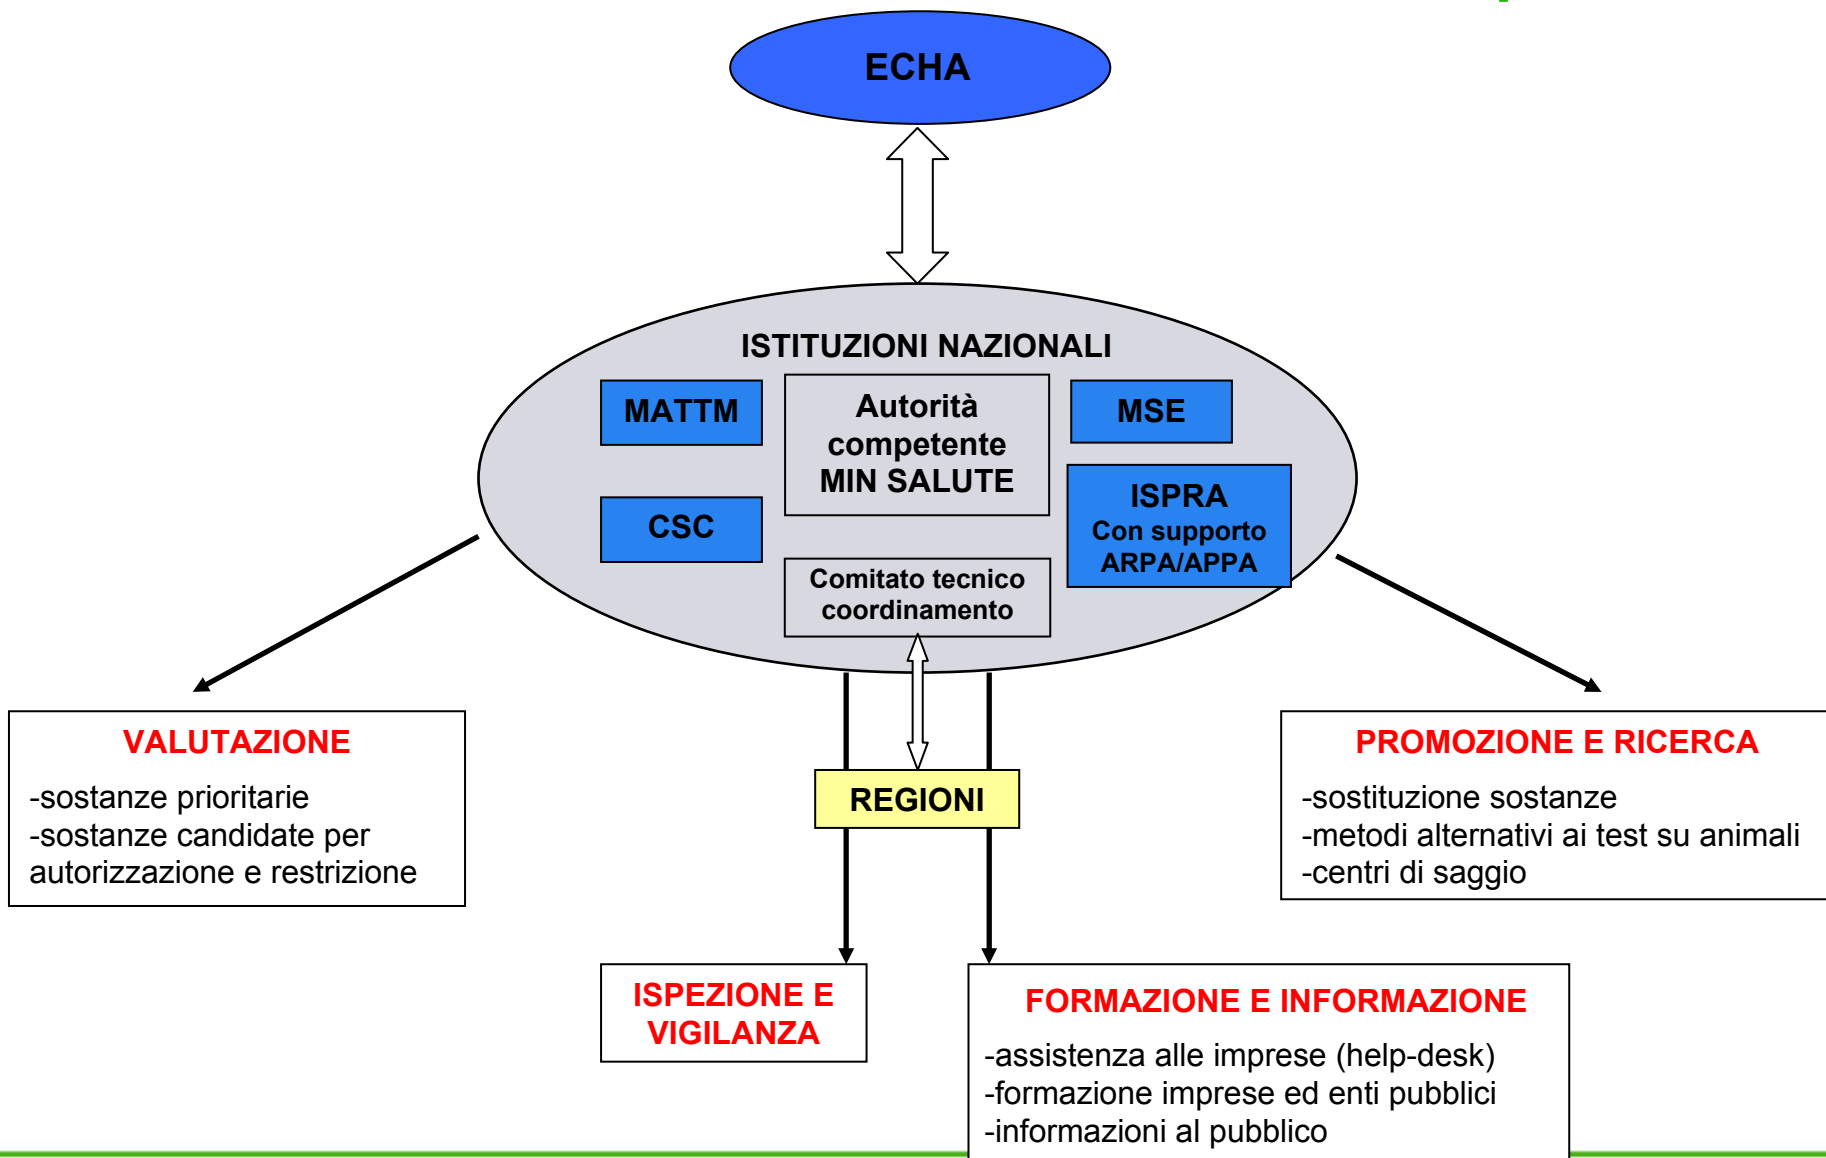 ECHA
ISTITUZIONI NAZIONALI
MATTM
Autorità
competente
MIN SALUTE
MSE
CSC
ISPRA
Con supporto
ARPA/APPA
Comitato tecnico
coordinamento
VALUTAZIONE
-sostanze prioritarie
-sostanze candidate per
autorizzazione e restrizione
REGIONI
PROMOZIONE E RICERCA
-sostituzione sostanze
-metodi alternativi ai test su animali
-centri di saggio
ISPEZIONE E
VIGILANZA
FORMAZIONE E INFORMAZIONE
-assistenza alle imprese (help-desk)
-formazione imprese ed enti pubblici
-informazioni al pubblico